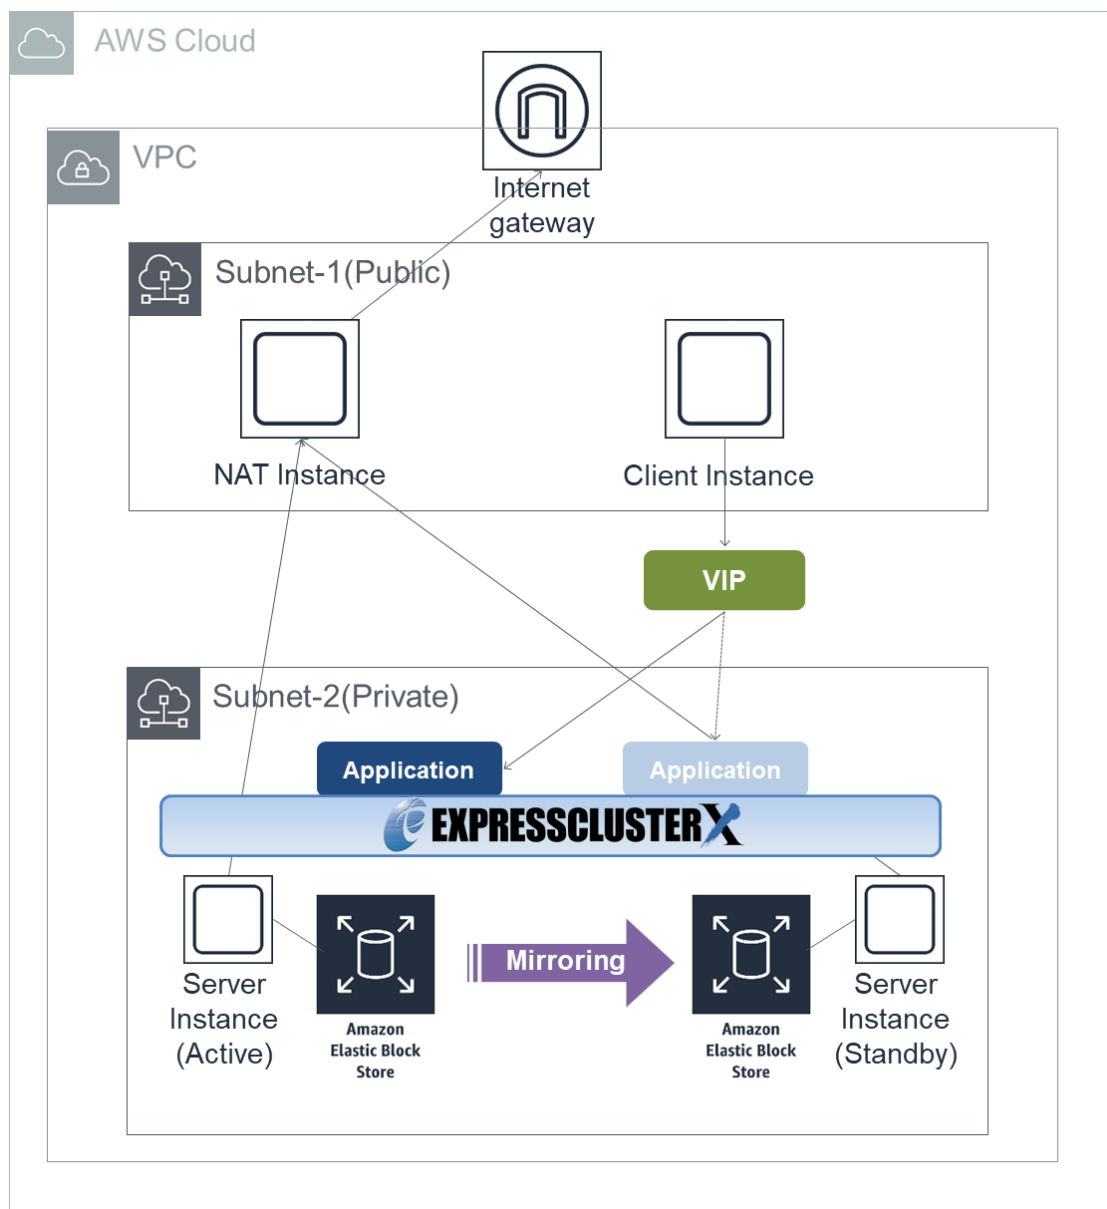 AWS Cloud
VPC
Internet
gateway
Subnet-1(Public)
NAT Instance
Client Instance
VIP
Subnet-2(Private)
Application
Application
EXPRESSCLUSTER X
Mirroring
Server
Instance
(Active)
Amazon
Elastic Block
Store
Amazon
Elastic Block
Store
Server
Instance
(Standby)